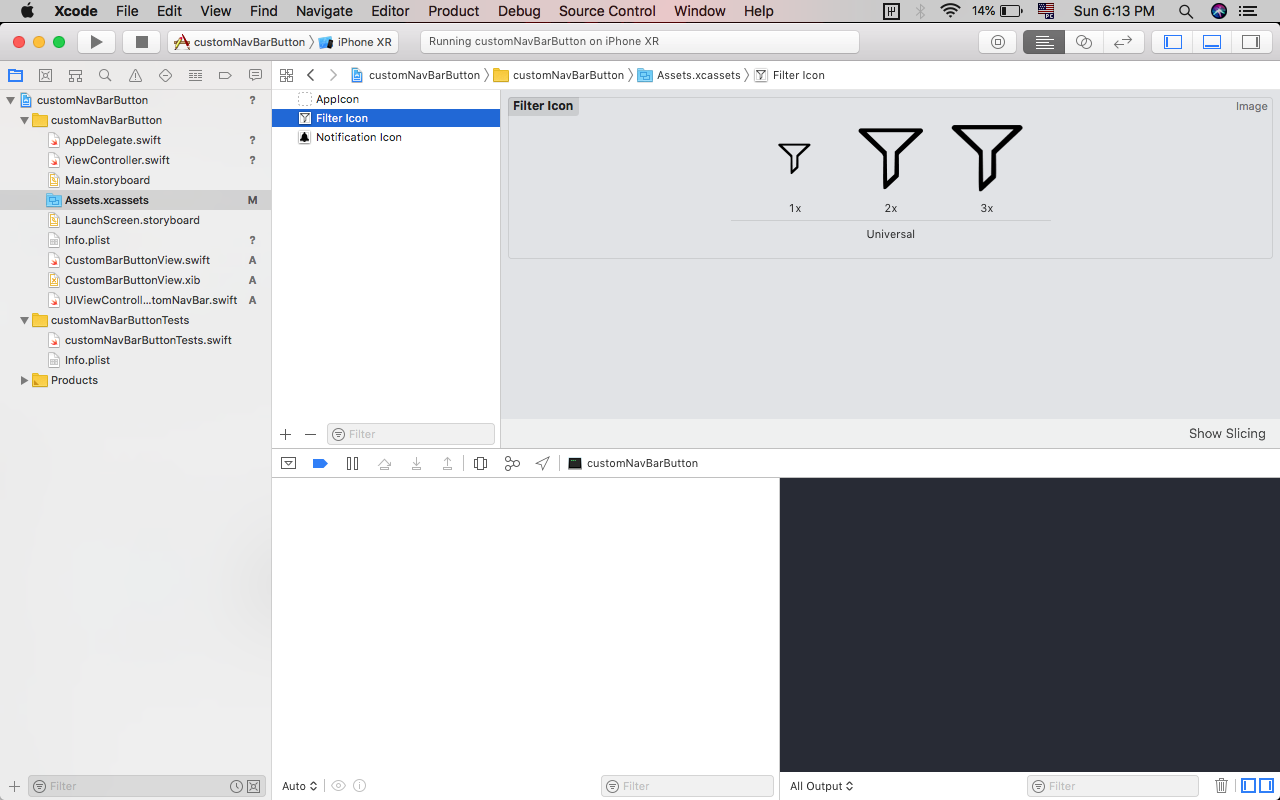 Xcode File Edit View Find Navigate Editor Product Debug Source Control Window Help 14% Sun 6:13 PM
customNavBarButton iPhone XR Running customNavBarButton on iPhone XR
customNavBarButton customNavBarButton Assets.xcassets Filter Icon
customNavBarButton ?
customNavBarButton
AppDelegate.swift ?
ViewController.swift ?
Main.storyboard
Assets.xcassets M
LaunchScreen.storyboard
Info.plist ?
CustomBarButtonView.swift A
CustomBarButtonView.xib A
UIViewControll...tomNavBar.swift A
customNavBarButtonTests
customNavBarButtonTests.swift
Info.plist
Products
Filter
AppIcon
Filter Icon
Notification Icon
Filter
Filter Icon Image
1x 2x 3x
Universal
Show Slicing
customNavBarButton
Auto Filter
All Output Filter